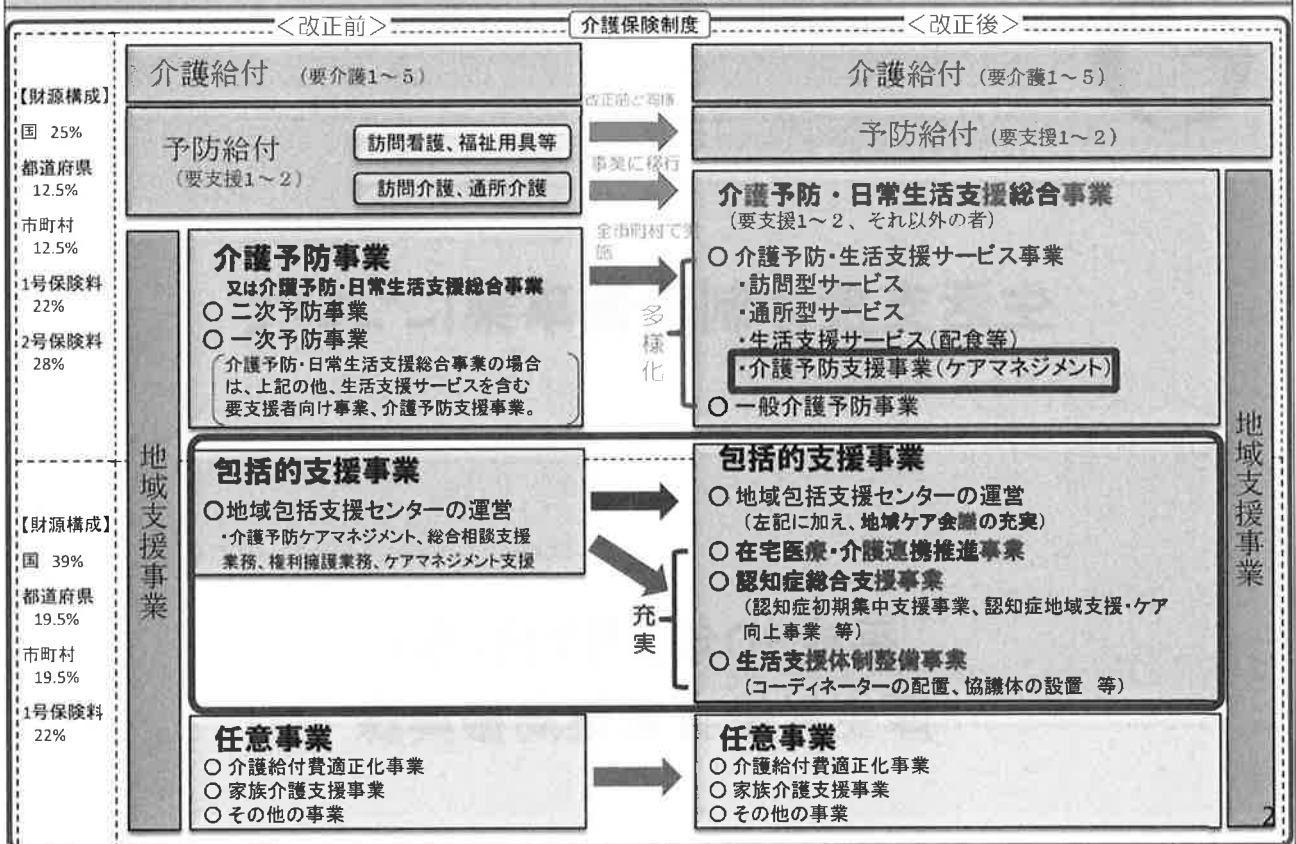 介護保険制度
＜改正前＞
＜改正後＞
【財源構成】
国 25%
都道府県
12.5%
市町村
12.5%
1号保険料
22%
2号保険料
28%
【財源構成】
国 39%
都道府県
19.5%
市町村
19.5%
1号保険料
22%
介護給付 (要介護1～5)
予防給付
(要支援1～2)
訪問看護、福祉用具等
訪問介護、通所介護
地域支援事業
介護予防事業
又は介護予防・日常生活支援総合事業
○ 二次予防事業
○ 一次予防事業
介護予防・日常生活支援総合事業の場合
は、上記の他、生活支援サービスを含む
要支援者向け事業、介護予防支援事業。
包括的支援事業
○地域包括支援センターの運営
・介護予防ケアマネジメント、総合相談支援
業務、権利擁護業務、ケアマネジメント支援
任意事業
○ 介護給付費適正化事業
○ 家族介護支援事業
○ その他の事業
改正前と同様
事業に移行
全市町村で実
施
多様化
充実
介護給付 (要介護1～5)
予防給付 (要支援1～2)
介護予防・日常生活支援総合事業
(要支援1～2、それ以外の者)
○ 介護予防・生活支援サービス事業
・訪問型サービス
・通所型サービス
・生活支援サービス(配食等)
・介護予防支援事業(ケアマネジメント)
○ 一般介護予防事業
包括的支援事業
○ 地域包括支援センターの運営
(左記に加え、地域ケア会議の充実)
○ 在宅医療・介護連携推進事業
○ 認知症総合支援事業
(認知症初期集中支援事業、認知症地域支援・ケア
向上事業 等)
○ 生活支援体制整備事業
(コーディネーターの配置、協議体の設置 等)
任意事業
○ 介護給付費適正化事業
○ 家族介護支援事業
○ その他の事業
地域支援事業
2